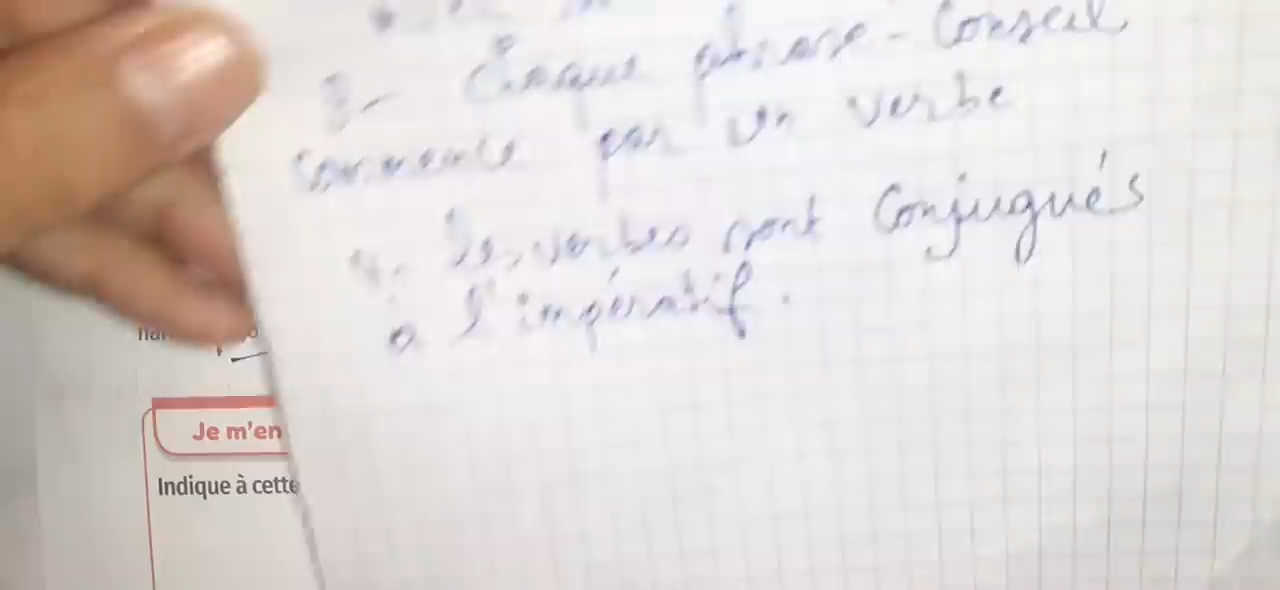 3- Chaque phrase-Conseil
commence par un verbe
4- Les verbes sont Conjugués
à l'impératif.
Je m'en
Indique à cette